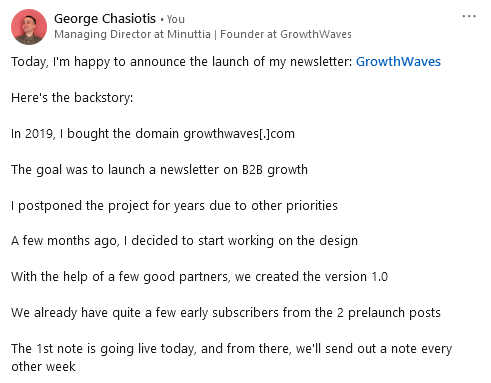 George Chasiotis • You
Managing Director at Minuttia | Founder at GrowthWaves
Today, I'm happy to announce the launch of my newsletter: GrowthWaves
Here's the backstory:
In 2019, I bought the domain growthwaves[.]com
The goal was to launch a newsletter on B2B growth
I postponed the project for years due to other priorities
A few months ago, I decided to start working on the design
With the help of a few good partners, we created the version 1.0
We already have quite a few early subscribers from the 2 prelaunch posts
The 1st note is going live today, and from there, we'll send out a note every
other week